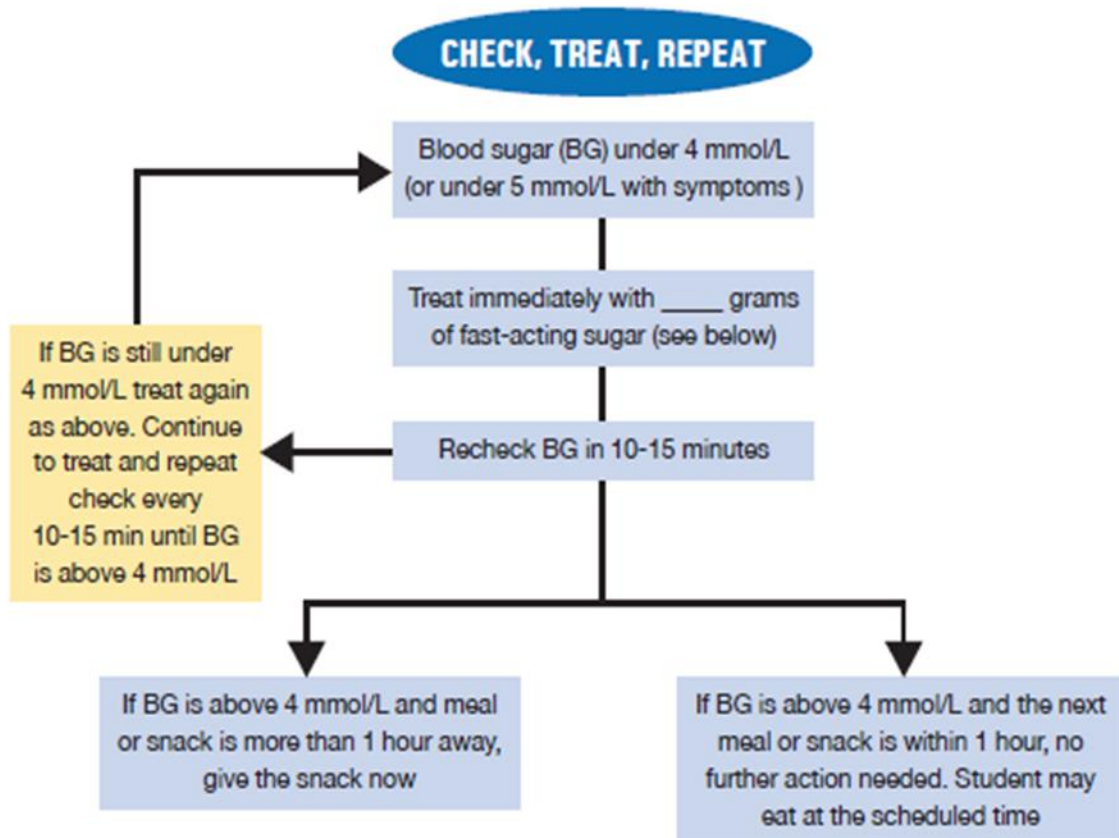 CHECK, TREAT, REPEAT
Blood sugar (BG) under 4 mmol/L
(or under 5 mmol/L with symptoms )
Treat immediately with _____ grams
of fast-acting sugar (see below)
Recheck BG in 10-15 minutes
If BG is still under
4 mmol/L treat again
as above. Continue
to treat and repeat
check every
10-15 min until BG
is above 4 mmol/L
If BG is above 4 mmol/L and meal
or snack is more than 1 hour away,
give the snack now
If BG is above 4 mmol/L and the next
meal or snack is within 1 hour, no
further action needed. Student may
eat at the scheduled time